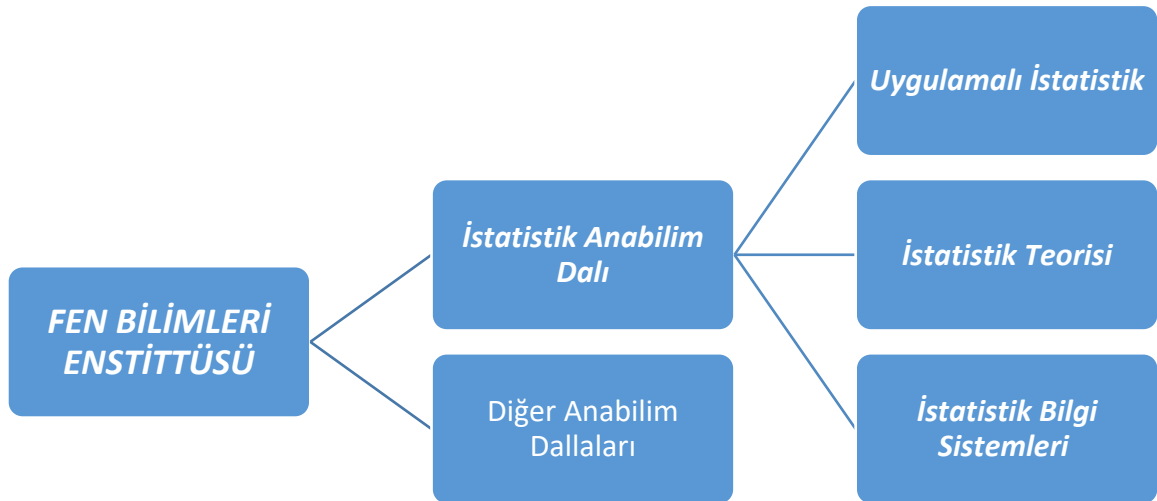 FEN BİLİMLERİ
ENSTİTTÜSÜ
İstatistik Anabilim
Dalı
Diğer Anabilim
Dallaları
Uygulamalı İstatistik
İstatistik Teorisi
İstatistik Bilgi
Sistemleri